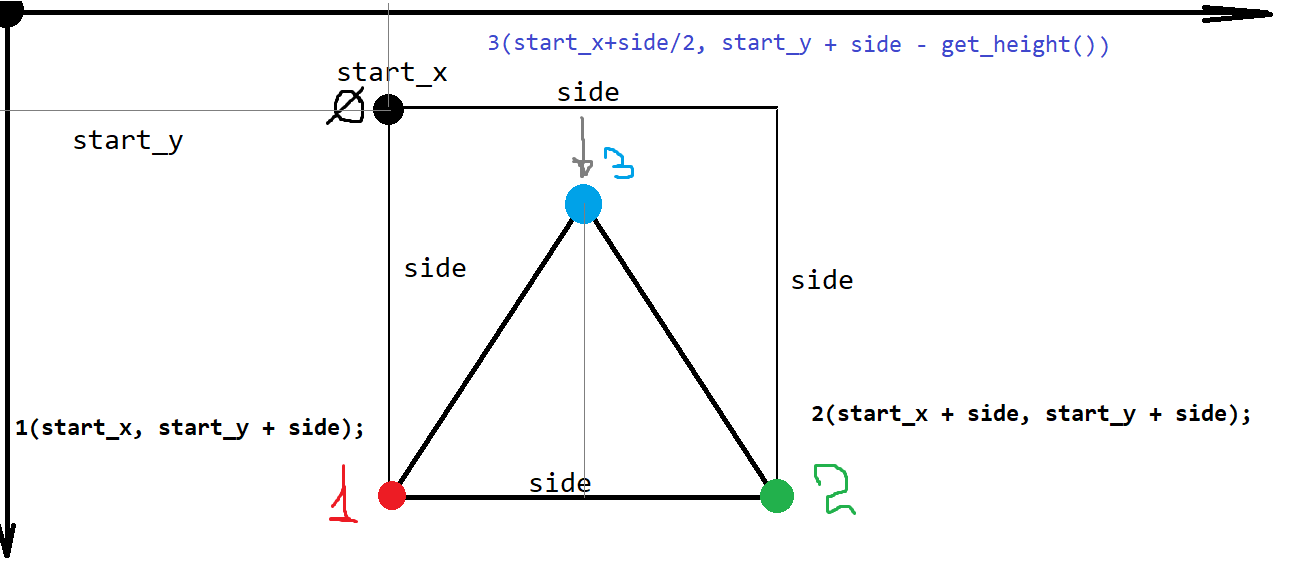 3(start_x+side/2, start_y + side - get_height())
start_x
side
0
start_y
3
side
side
1(start_x, start_y + side);
2(start_x + side, start_y + side);
side
1
2